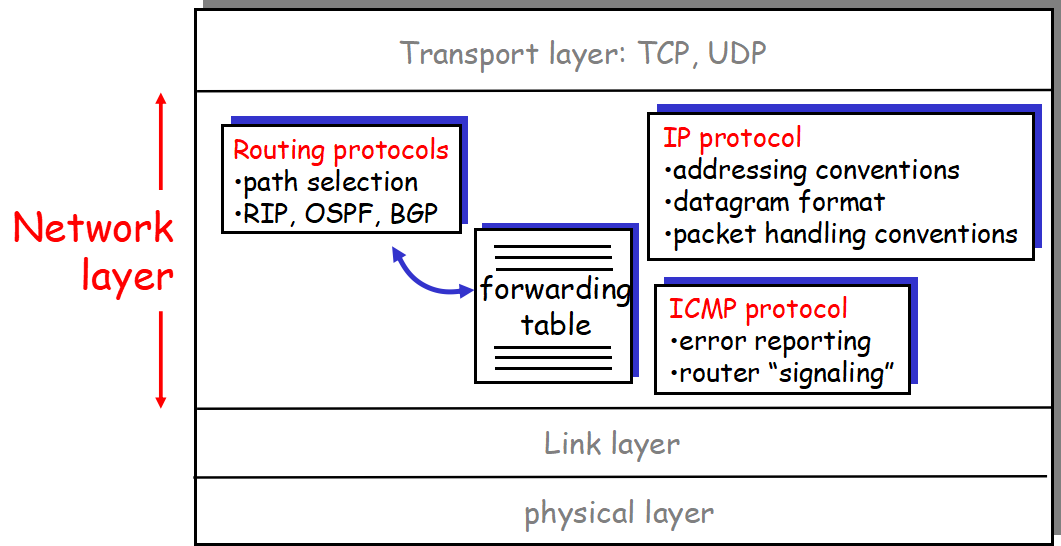 Transport layer: TCP, UDP
Network
layer
Routing protocols
•path selection
•RIP, OSPF, BGP
forwarding
table
IP protocol
•addressing conventions
•datagram format
•packet handling conventions
ICMP protocol
•error reporting
•router “signaling”
Link layer
physical layer